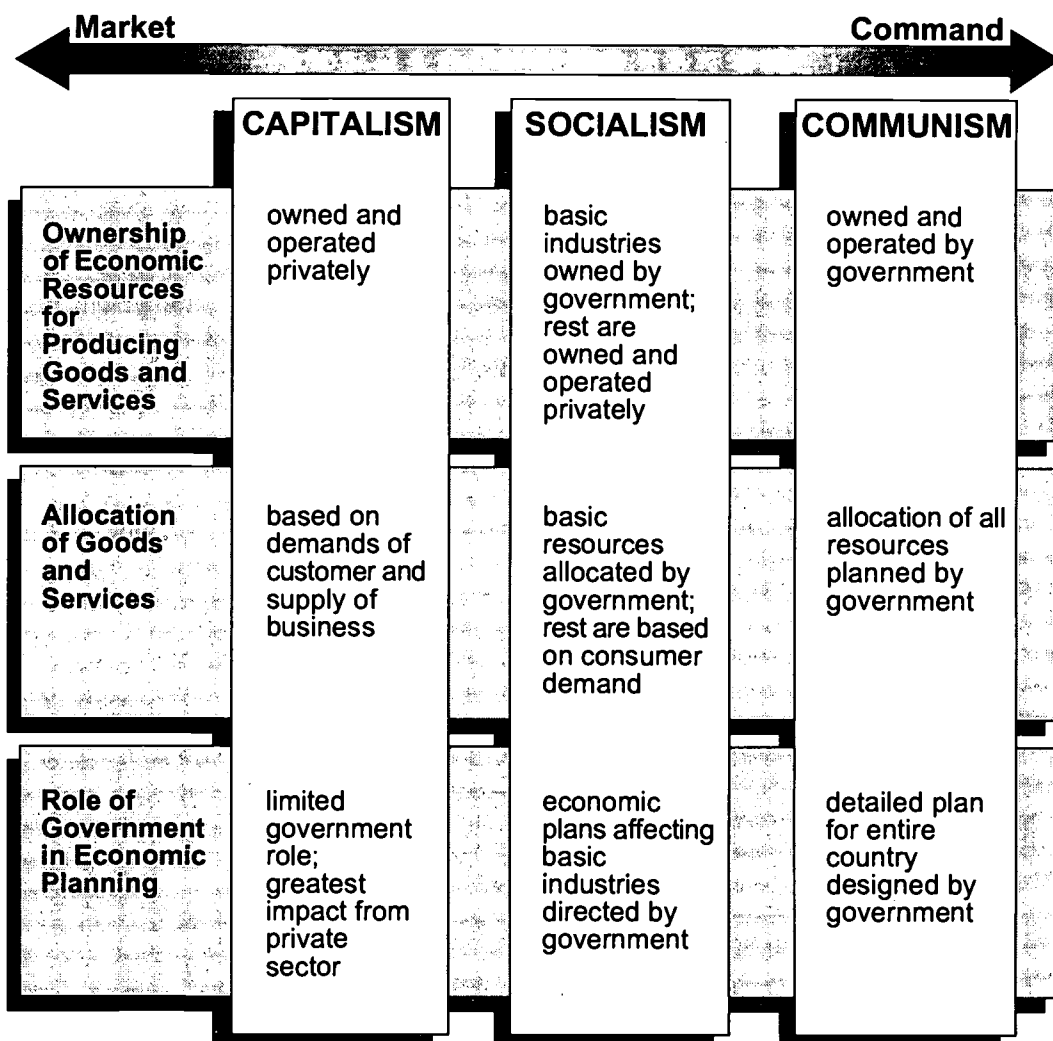 Market
Command
CAPITALISM
SOCIALISM
COMMUNISM
Ownership
of Economic
Resources
for
Producing
Goods and
Services
owned and
operated
privately
basic
industries
owned by
government;
rest are
owned and
operated
privately
owned and
operated by
government
Allocation
of Goods
and
Services
based on
demands of
customer and
supply of
business
basic
resources
allocated by
government;
rest are based
on consumer
demand
allocation of all
resources
planned by
government
Role of
Government
in Economic
Planning
limited
government
role;
greatest
impact from
private
sector
economic
plans affecting
basic
industries
directed by
government
detailed plan
for entire
country
designed by
government